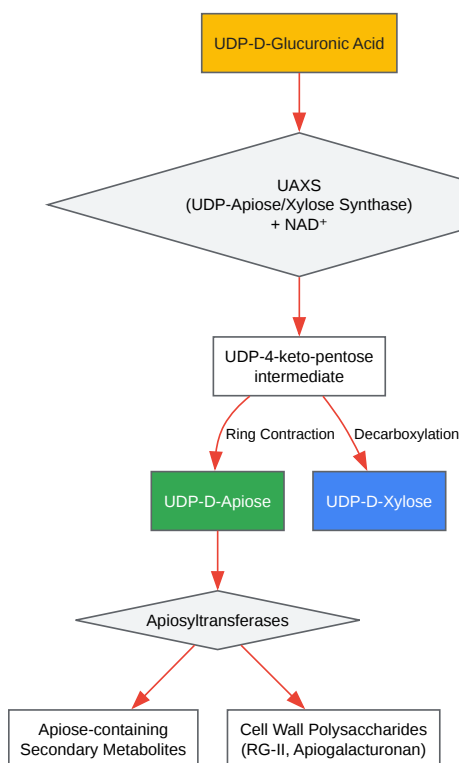 UDP-D-Glucuronic Acid
UAXS
(UDP-Apiose/Xylose Synthase)
+ NAD⁺
UDP-4-keto-pentose
intermediate
Ring Contraction
Decarboxylation
UDP-D-Apiose
UDP-D-Xylose
Apiosyltransferases
Apiose-containing
Secondary Metabolites
Cell Wall Polysaccharides
(RG-II, Apiogalacturonan)